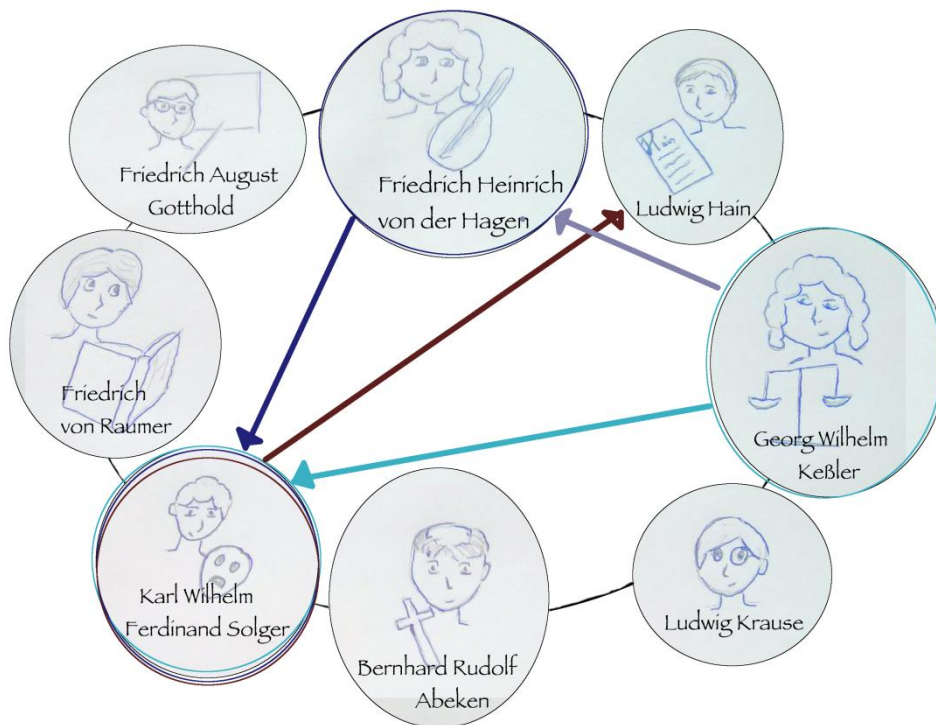 Friedrich August
Gotthold
Friedrich Heinrich
von der Hagen
Hain
Ludwig Hain
Friedrich
von Raumer
Georg Wilhelm
Keßler
Karl Wilhelm
Ferdinand Solger
Bernhard Rudolf
Abeken
Ludwig Krause